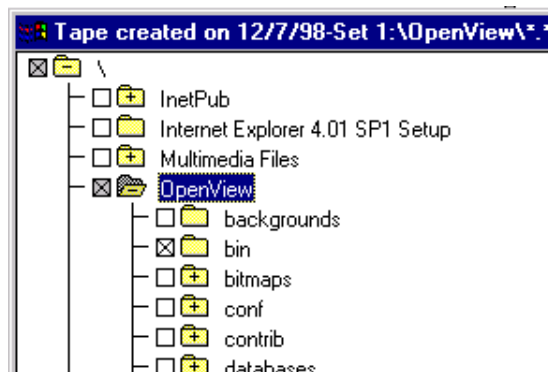 Tape created on 12/7/98-Set 1:\OpenView\*.*
\
InetPub
Internet Explorer 4.01 SP1 Setup
Multimedia Files
OpenView
backgrounds
bin
bitmaps
conf
contrib
databases